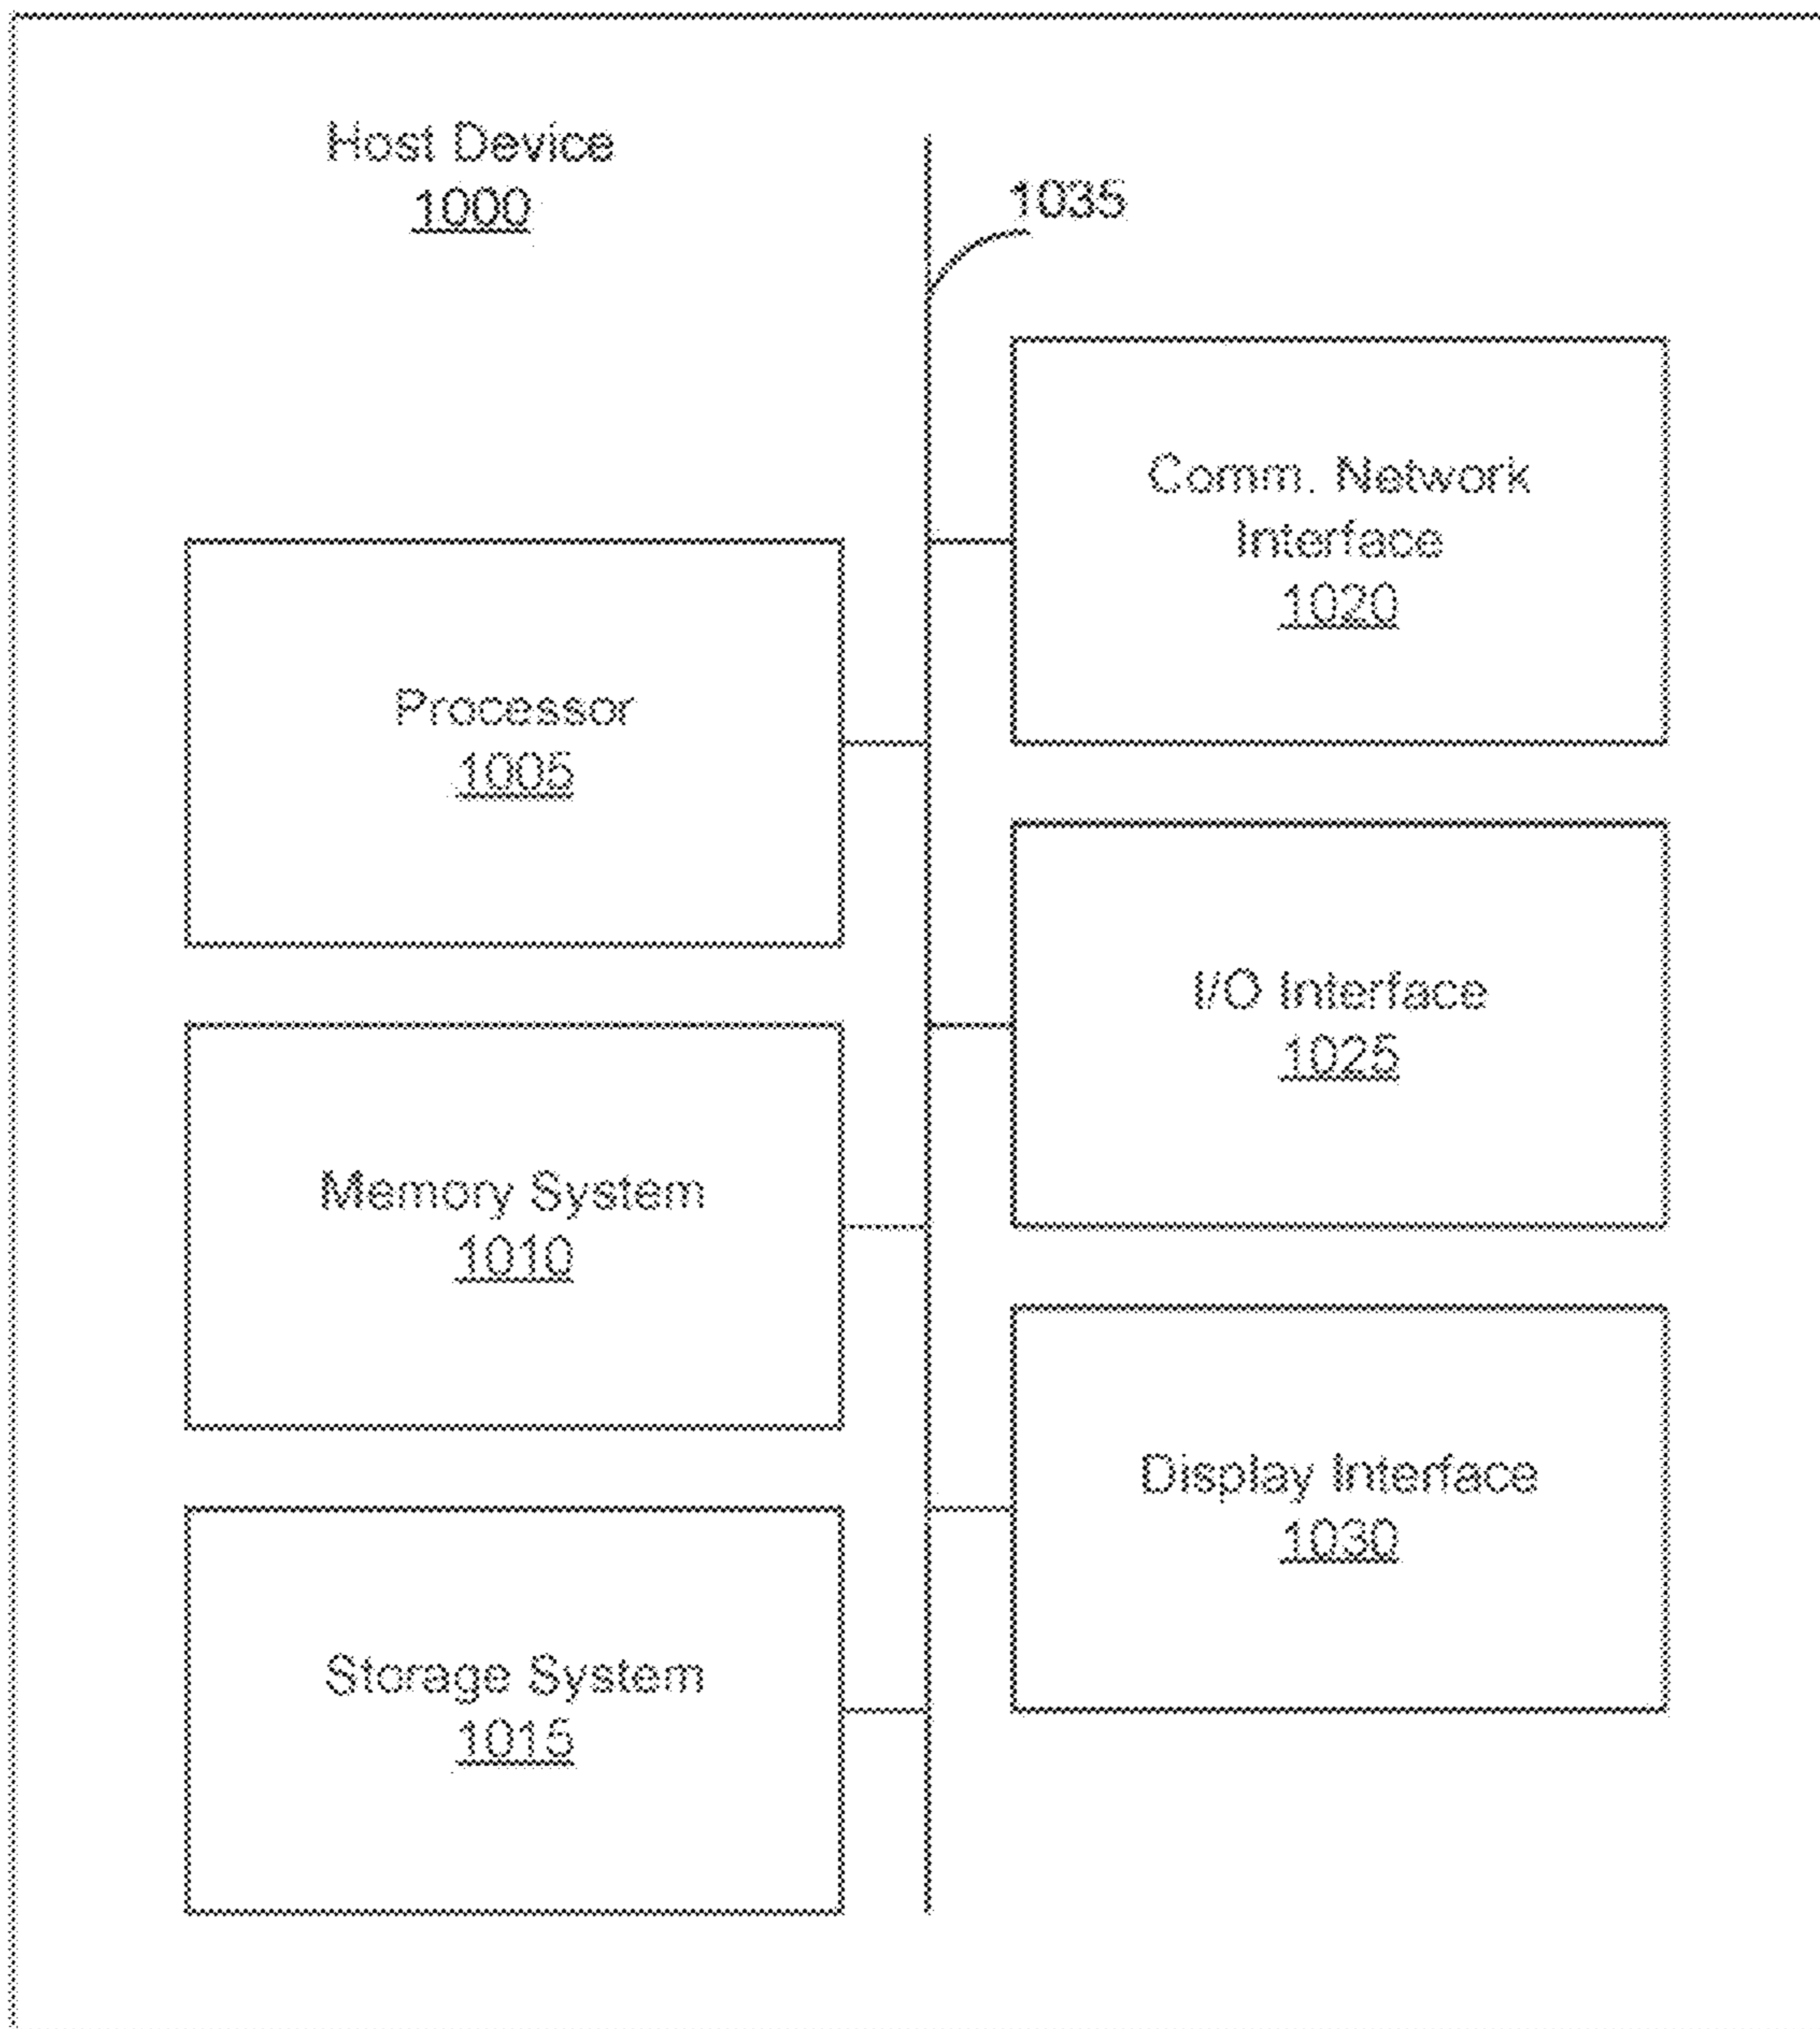 Host Device
1000
1035
Comm. Network
Interface
1020
Processor
1005
I/O Interface
1025
Memory System
1010
Display Interface
1030
Storage System
1015